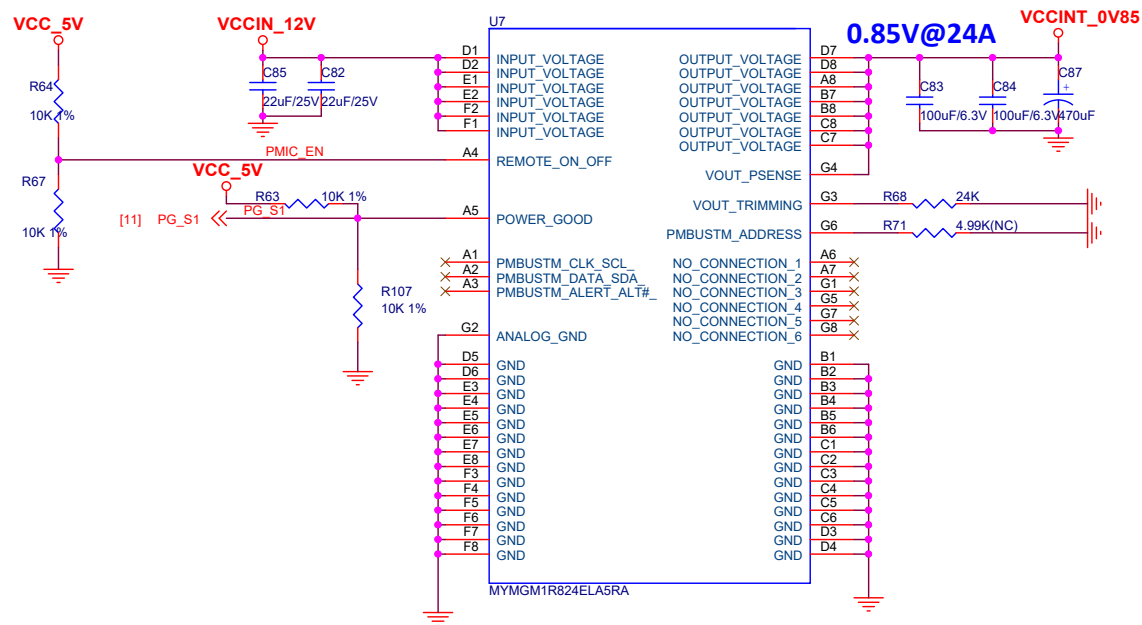 VCC_5V
VCCIN_12V
U7
0.85V@24A
VCCINT_0V85
C85
22uF/25V
C82
22uF/25V
R64
10K 1%
D1 INPUT_VOLTAGE
D2 INPUT_VOLTAGE
E1 INPUT_VOLTAGE
E2 INPUT_VOLTAGE
F2 INPUT_VOLTAGE
F1 INPUT_VOLTAGE
OUTPUT_VOLTAGE D7
OUTPUT_VOLTAGE D8
OUTPUT_VOLTAGE A8
OUTPUT_VOLTAGE B7
OUTPUT_VOLTAGE B8
OUTPUT_VOLTAGE C8
OUTPUT_VOLTAGE C7
C83
100uF/6.3V
C84
100uF/6.3V
C87
+
470uF
PMIC_EN
A4 REMOTE_ON_OFF
VOUT_PSENSE G4
R67
10K 1%
VCC_5V
R63 10K 1%
[11] PG_S1
PG_S1
A5 POWER_GOOD
VOUT_TRIMMING G3
R68 24K
PMBUSTM_ADDRESS G6
R71 4.99K(NC)
A1 PMBUSTM_CLK_SCL_
A2 PMBUSTM_DATA_SDA_
A3 PMBUSTM_ALERT_ALT#_
NO_CONNECTION_1 A6
NO_CONNECTION_2 A7
NO_CONNECTION_3 G1
NO_CONNECTION_4 G5
NO_CONNECTION_5 G7
NO_CONNECTION_6 G8
R107
10K 1%
G2 ANALOG_GND
D5 GND
D6 GND
E3 GND
E4 GND
E5 GND
E6 GND
E7 GND
E8 GND
F3 GND
F4 GND
F5 GND
F6 GND
F7 GND
F8 GND
GND B1
GND B2
GND B3
GND B4
GND B5
GND B6
GND C1
GND C2
GND C3
GND C4
GND C5
GND C6
GND D3
GND D4
MYMGM1R824ELA5RA